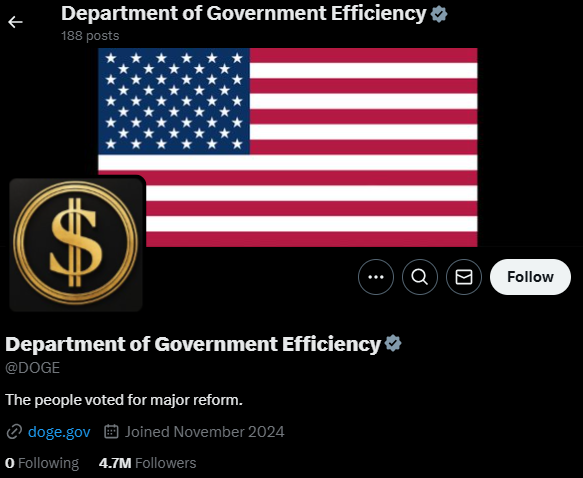 Department of Government Efficiency
188 posts
$
Follow
Department of Government Efficiency
@DOGE
The people voted for major reform.
doge.gov Joined November 2024
0 Following 4.7M Followers